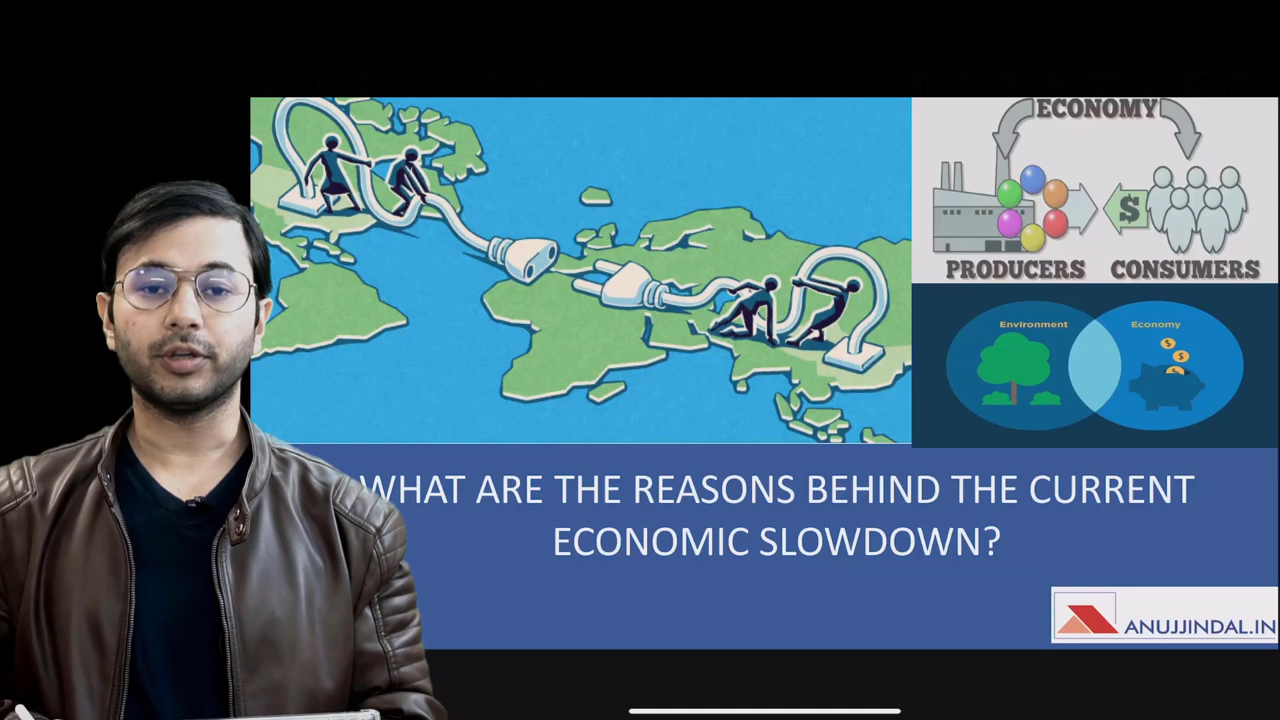 ECONOMY
$
PRODUCERS
CONSUMERS
Environment
Economy
$
$
$
WHAT ARE THE REASONS BEHIND THE CURRENT
ECONOMIC SLOWDOWN?
ANUJJINDAL.IN